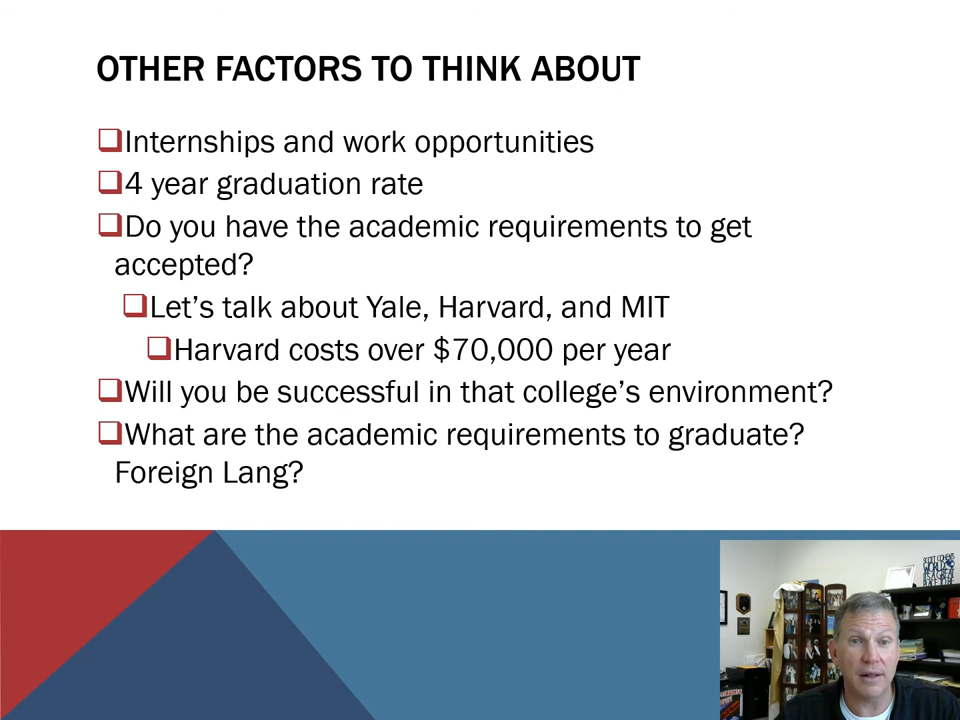 OTHER FACTORS TO THINK ABOUT
Internships and work opportunities
4 year graduation rate
Do you have the academic requirements to get
accepted?
Let’s talk about Yale, Harvard, and MIT
Harvard costs over $70,000 per year
Will you be successful in that college’s environment?
What are the academic requirements to graduate?
Foreign Lang?